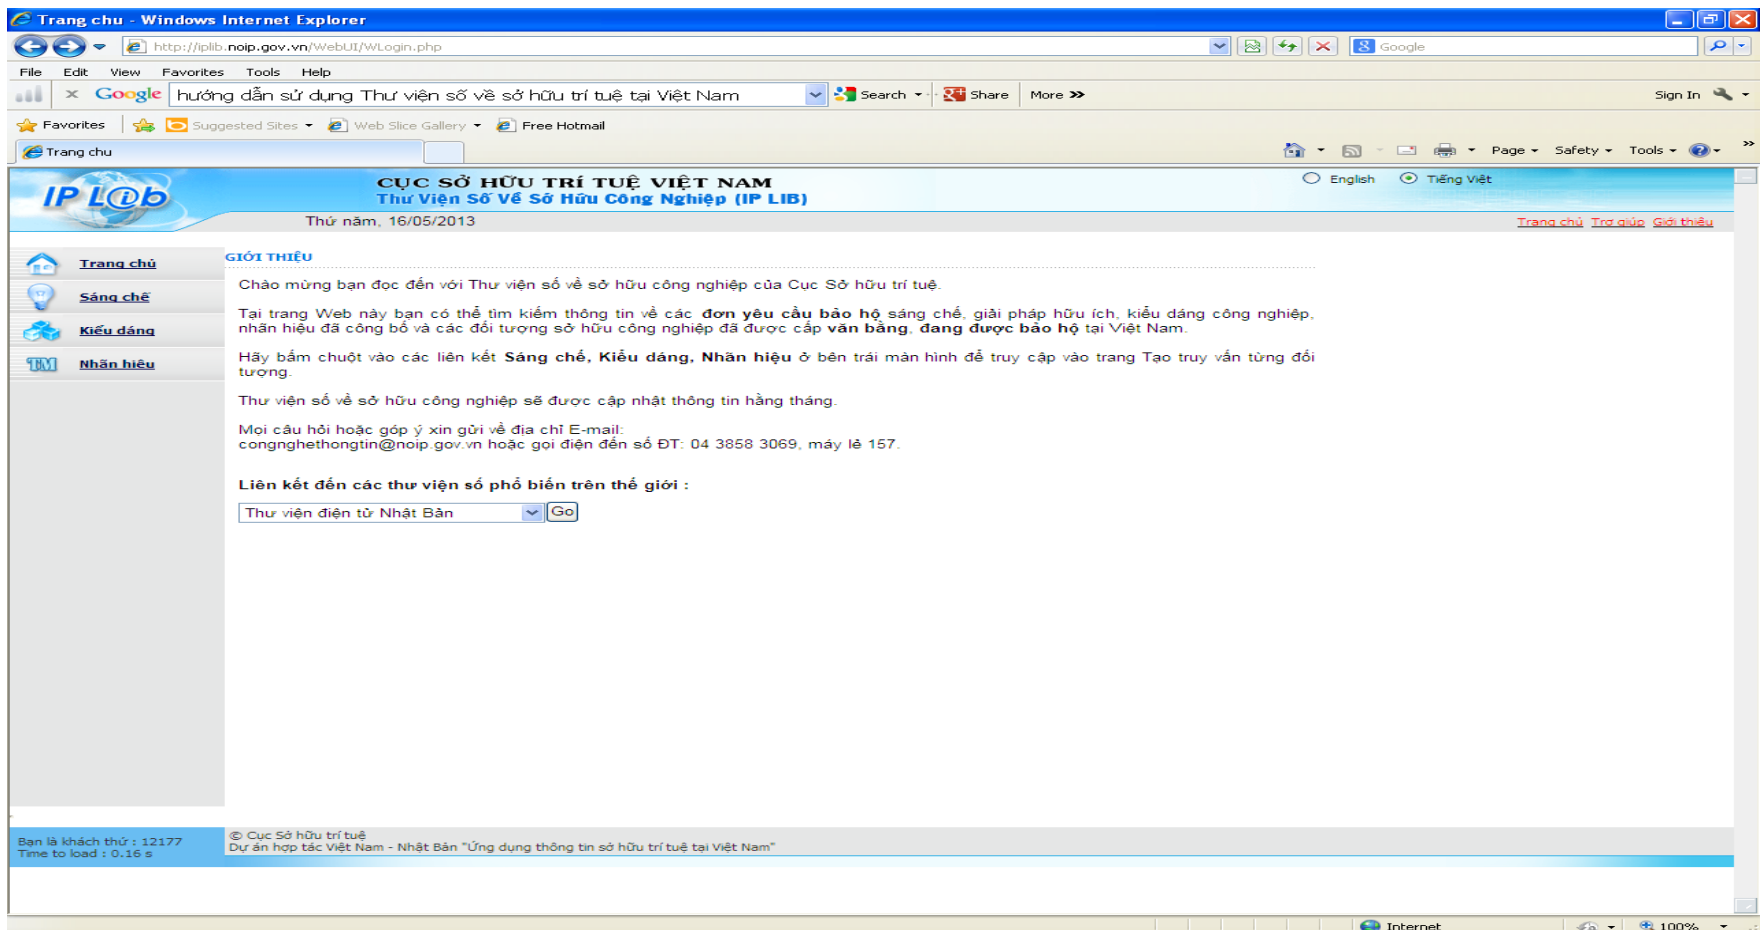 Trang chu - Windows Internet Explorer
http://iplib.noip.gov.vn/WebUI/WLogin.php
Google
File Edit View Favorites Tools Help
x Google hướng dẫn sử dụng Thư viện số về sở hữu trí tuệ tại Việt Nam Search Share More >> Sign In
Favorites Suggested Sites Web Slice Gallery Free Hotmail
Trang chu Page Safety Tools >>
IP L@b
CỤC SỞ HỮU TRÍ TUỆ VIỆT NAM
Thư Viện Số Về Sở Hữu Công Nghiệp (IP LIB)
English Tiếng Việt
Thứ năm, 16/05/2013
Trang chủ Trợ giúp Giới thiệu
Trang chủ
Sáng chế
Kiểu dáng
TM Nhãn hiệu
GIỚI THIỆU
Chào mừng bạn đọc đến với Thư viện số về sở hữu công nghiệp của Cục Sở hữu trí tuệ.
Tại trang Web này bạn có thể tìm kiếm thông tin về các đơn yêu cầu bảo hộ sáng chế, giải pháp hữu ích, kiểu dáng công nghiệp,
nhãn hiệu đã công bố và các đối tượng sở hữu công nghiệp đã được cấp văn bằng, đang được bảo hộ tại Việt Nam.
Hãy bấm chuột vào các liên kết Sáng chế, Kiểu dáng, Nhãn hiệu ở bên trái màn hình để truy cập vào trang Tạo truy vấn từng đối
tượng.
Thư viện số về sở hữu công nghiệp sẽ được cập nhật thông tin hằng tháng.
Mọi câu hỏi hoặc góp ý xin gửi về địa chỉ E-mail:
congnghethongtin@noip.gov.vn hoặc gọi điện đến số ĐT: 04 3858 3069, máy lẻ 157.
Liên kết đến các thư viện số phổ biến trên thế giới :
Thư viện điện tử Nhật Bản Go
Bạn là khách thứ : 12177
Time to load : 0.16 s
© Cục Sở hữu trí tuệ
Dự án hợp tác Việt Nam - Nhật Bản "Ứng dụng thông tin sở hữu trí tuệ tại Việt Nam"
Internet 100%